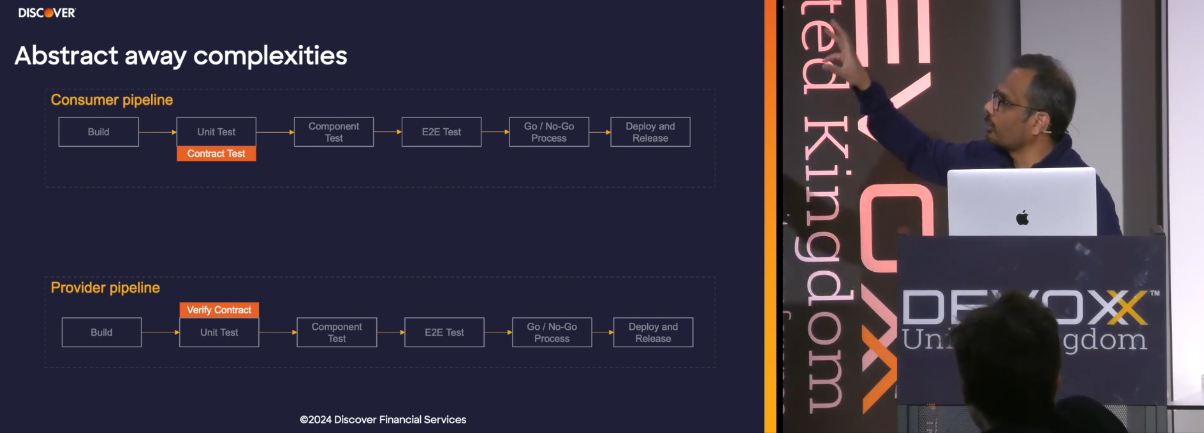 DISCOVER
Abstract away complexities
Consumer pipeline
Build
Unit Test
Contract Test
Component
Test
E2E Test
Go / No-Go
Process
Deploy and
Release
Provider pipeline
Verify Contract
Build
Unit Test
Component
Test
E2E Test
Go / No-Go
Process
Deploy and
Release
©2024 Discover Financial Services
ted Kingdom
EVOXX
DEVOXX™
Uni gdom